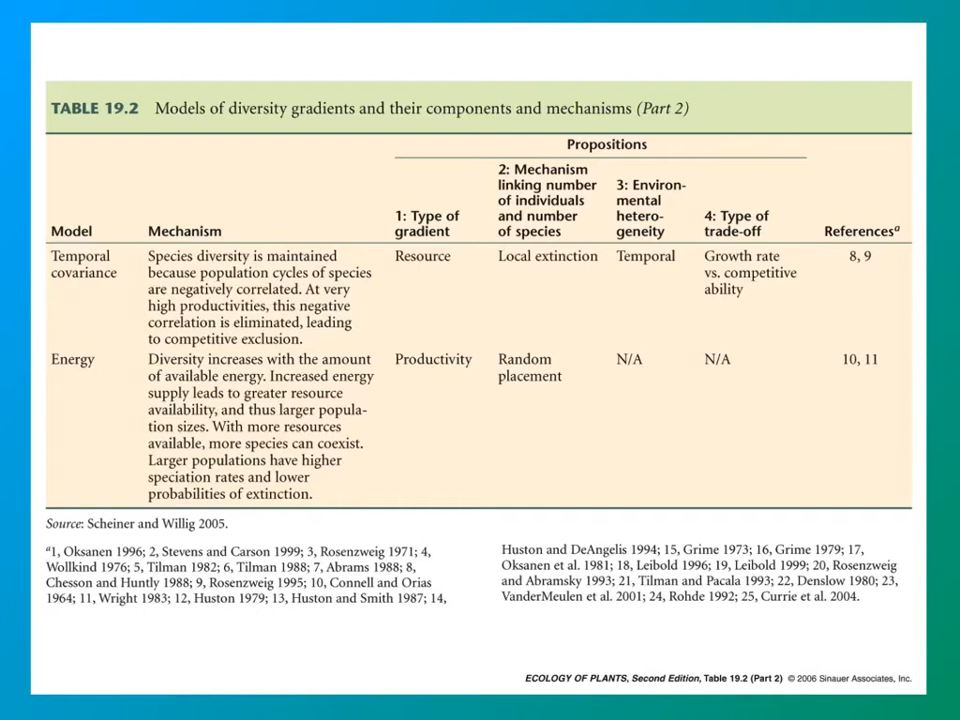 TABLE 19.2 Models of diversity gradients and their components and mechanisms (Part 2)
Propositions
Model
Mechanism
1: Type of
gradient
2: Mechanism
linking number
of individuals
and number
of species
3: Environ-
mental
hetero-
geneity
4: Type of
trade-off
Referencesa
Temporal
covariance
Species diversity is maintained
because population cycles of species
are negatively correlated. At very
high productivities, this negative
correlation is eliminated, leading
to competitive exclusion.
Resource
Local extinction
Temporal
Growth rate
vs. competitive
ability
8, 9
Energy
Diversity increases with the amount
of available energy. Increased energy
supply leads to greater resource
availability, and thus larger popula-
tion sizes. With more resources
available, more species can coexist.
Larger populations have higher
speciation rates and lower
probabilities of extinction.
Productivity
Random
placement
N/A
N/A
10, 11
Source: Scheiner and Willig 2005.
a1, Oksanen 1996; 2, Stevens and Carson 1999; 3, Rosenzweig 1971; 4,
Wollkind 1976; 5, Tilman 1982; 6, Tilman 1988; 7, Abrams 1988; 8,
Chesson and Huntly 1988; 9, Rosenzweig 1995; 10, Connell and Orias
1964; 11, Wright 1983; 12, Huston 1979; 13, Huston and Smith 1987; 14,
Huston and DeAngelis 1994; 15, Grime 1973; 16, Grime 1979; 17,
Oksanen et al. 1981; 18, Leibold 1996; 19, Leibold 1999; 20, Rosenzweig
and Abramsky 1993; 21, Tilman and Pacala 1993; 22, Denslow 1980; 23,
VanderMeulen et al. 2001; 24, Rohde 1992; 25, Currie et al. 2004.
ECOLOGY OF PLANTS, Second Edition, Table 19.2 (Part 2) © 2006 Sinauer Associates, Inc.